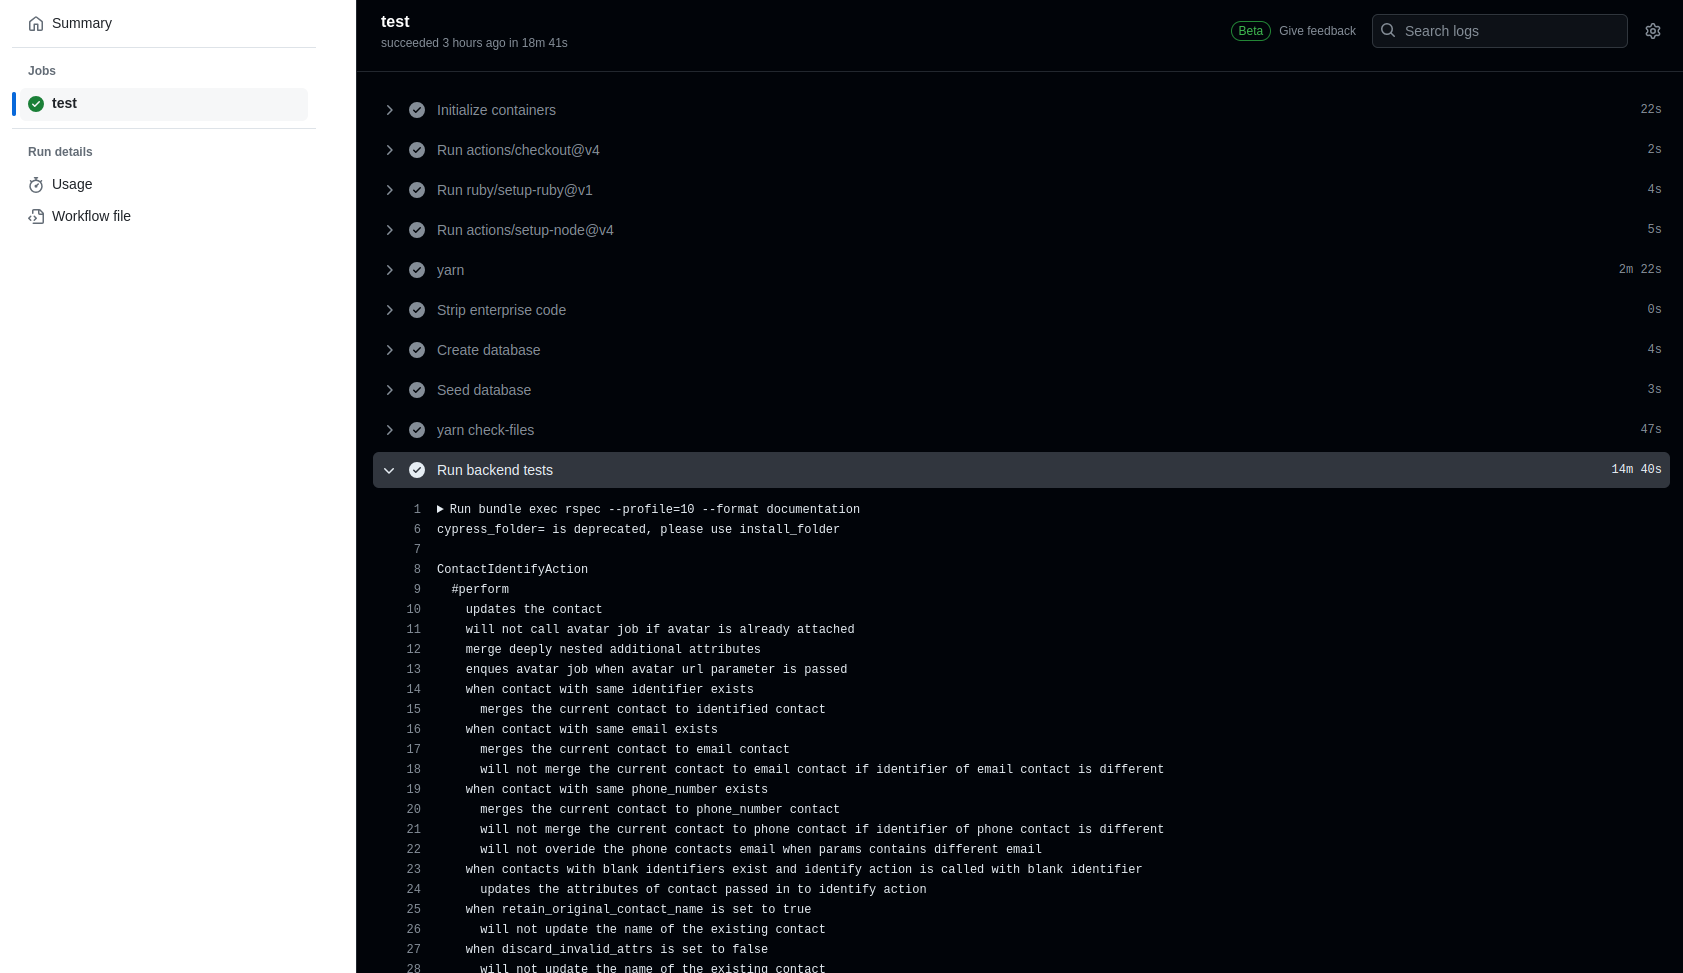 Summary
Jobs
test
Run details
Usage
Workflow file
test
succeeded 3 hours ago in 18m 41s
Beta Give feedback
Search logs
Initialize containers 22s
Run actions/checkout@v4 2s
Run ruby/setup-ruby@v1 4s
Run actions/setup-node@v4 5s
yarn 2m 22s
Strip enterprise code 0s
Create database 4s
Seed database 3s
yarn check-files 47s
Run backend tests 14m 40s
1 Run bundle exec rspec --profile=10 --format documentation
6 cypress_folder= is deprecated, please use install_folder
7
8 ContactIdentifyAction
9 #perform
10 updates the contact
11 will not call avatar job if avatar is already attached
12 merge deeply nested additional attributes
13 enques avatar job when avatar url parameter is passed
14 when contact with same identifier exists
15 merges the current contact to identified contact
16 when contact with same email exists
17 merges the current contact to email contact
18 will not merge the current contact to email contact if identifier of email contact is different
19 when contact with same phone_number exists
20 merges the current contact to phone_number contact
21 will not merge the current contact to phone contact if identifier of phone contact is different
22 will not overide the phone contacts email when params contains different email
23 when contacts with blank identifiers exist and identify action is called with blank identifier
24 updates the attributes of contact passed in to identify action
25 when retain_original_contact_name is set to true
26 will not update the name of the existing contact
27 when discard_invalid_attrs is set to false
28 will not update the name of the existing contact